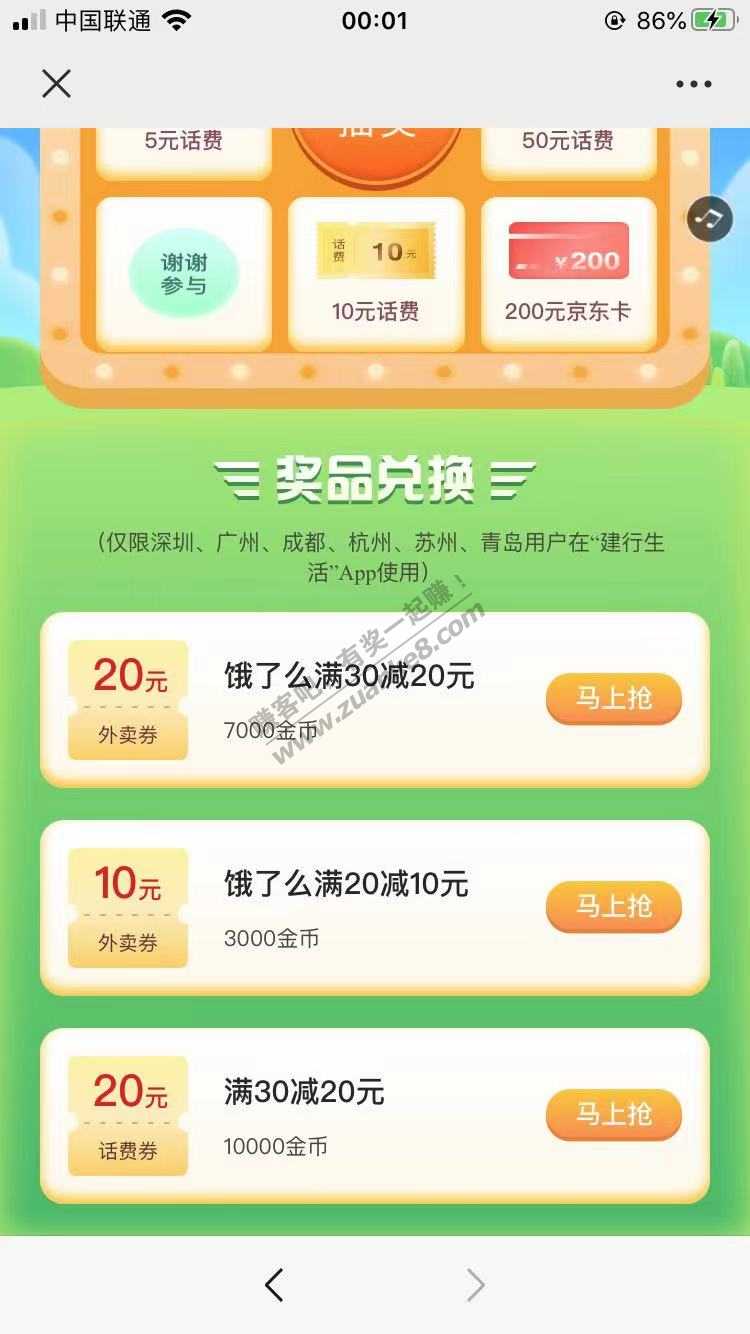 中国联通
00:01
86%
5元话费
抽奖
50元话费
谢谢
参与
话费
10元
¥200
10元话费
200元京东卡
奖品兑换
（仅限深圳、广州、成都、杭州、苏州、青岛用户在“建行生
活”App使用）
20元
外卖券
饿了么满30减20元
7000金币
马上抢
赚客吧，有奖一起赚！
www.zuanke8.com
10元
外卖券
饿了么满20减10元
3000金币
马上抢
20元
话费券
满30减20元
10000金币
马上抢